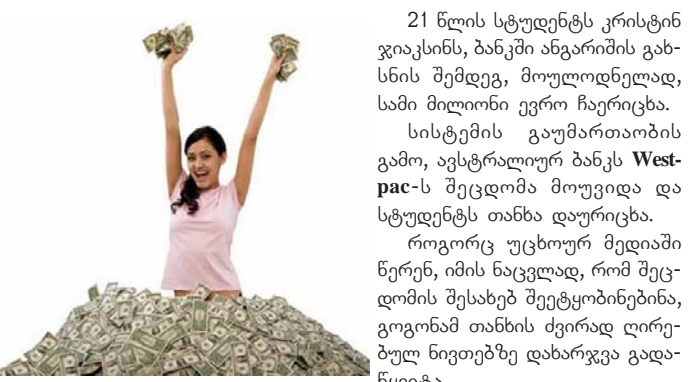 21 წლის სტუდენტს კრისტინ
ჯიაკსინს, ბანკში ანგარიშის გახ-
სნის შემდეგ, მოულოდნელად,
სამი მილიონი ევრო ჩაერიცხა.
სისტემის გაუმართაობის
გამო, ავსტრალიურ ბანკს West-
pac-ს შეცდომა მოუვიდა და
სტუდენტს თანხა დაურიცხა.
როგორც უცხოურ მედიაში
წერენ, იმის ნაცვლად, რომ შეც-
დომის შესახებ შეეტყობინებინა,
გოგონამ თანხის ძვირად ღირე-
ბულ ნივთებზე დახარჯვა გადა-